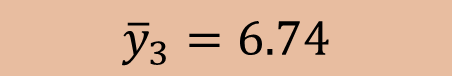 ȳ₃ = 6.74